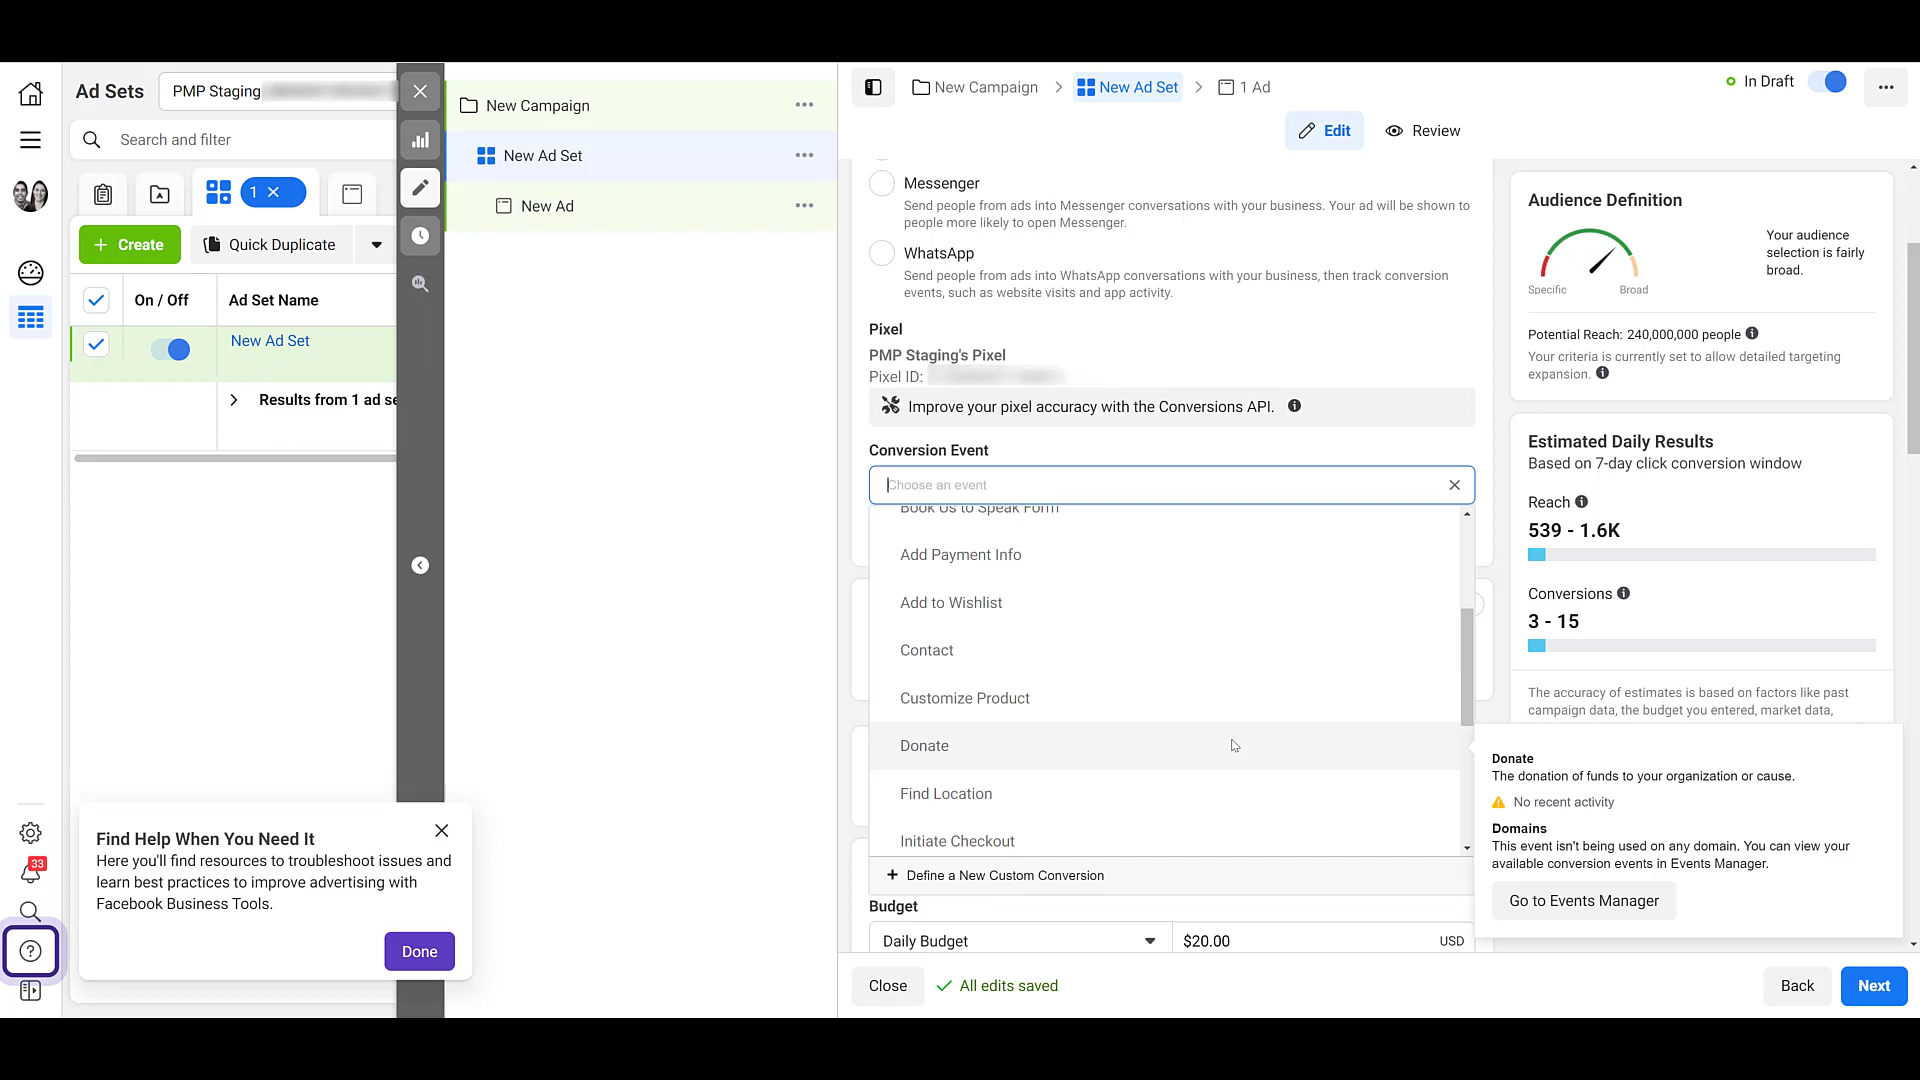 Ad Sets
PMP Staging
Search and filter
1
Create
Quick Duplicate
On / Off
Ad Set Name
New Ad Set
Results from 1 ad se
33
Find Help When You Need It
Here you'll find resources to troubleshoot issues and
learn best practices to improve advertising with
Facebook Business Tools.
Done
New Campaign
New Ad Set
New Ad
New Campaign
New Ad Set
1 Ad
In Draft
Edit
Review
Messenger
Send people from ads into Messenger conversations with your business. Your ad will be shown to
people more likely to open Messenger.
WhatsApp
Send people from ads into WhatsApp conversations with your business, then track conversion
events, such as website visits and app activity.
Pixel
PMP Staging's Pixel
Pixel ID:
Improve your pixel accuracy with the Conversions API.
Conversion Event
Choose an event
Book Us to Speak Form
Add Payment Info
Add to Wishlist
Contact
Customize Product
Donate
Find Location
Initiate Checkout
Define a New Custom Conversion
Budget
Daily Budget
$20.00
USD
Close
All edits saved
Back
Next
Audience Definition
Specific
Broad
Your audience
selection is fairly
broad.
Potential Reach: 240,000,000 people
Your criteria is currently set to allow detailed targeting
expansion.
Estimated Daily Results
Based on 7-day click conversion window
Reach
539 - 1.6K
Conversions
3 - 15
The accuracy of estimates is based on factors like past
campaign data, the budget you entered, market data,
Donate
The donation of funds to your organization or cause.
No recent activity
Domains
This event isn't being used on any domain. You can view your
available conversion events in Events Manager.
Go to Events Manager